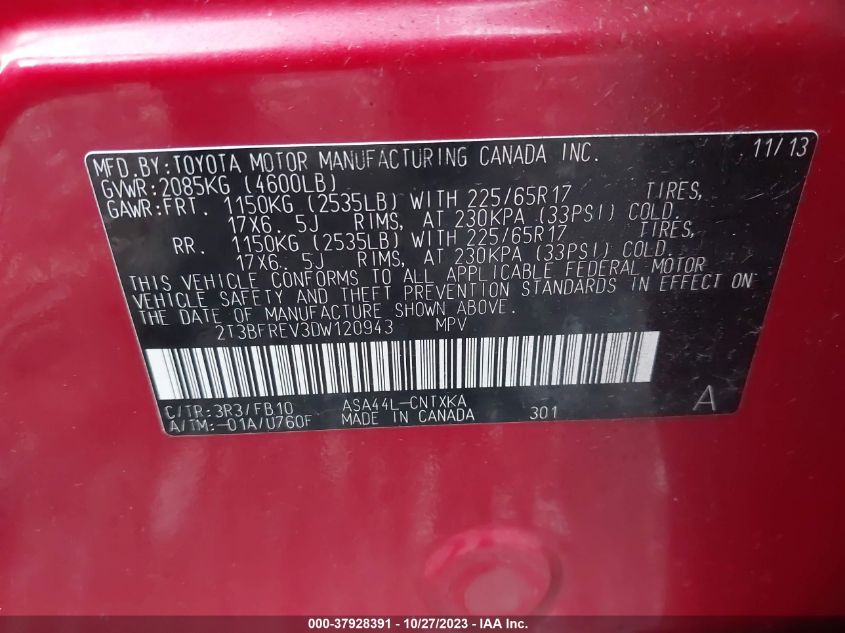 MFD. BY: TOYOTA MOTOR MANUFACTURING CANADA INC. 11/13
GVWR: 2085KG (4600LB)
GAWR: FRT. 1150KG (2535LB) WITH 225/65R17 TIRES,
17X6. 5J RIMS, AT 230KPA (33PSI) COLD.
RR. 1150KG (2535LB) WITH 225/65R17 TIRES,
17X6. 5J RIMS, AT 230KPA (33PSI) COLD.
THIS VEHICLE CONFORMS TO ALL APPLICABLE FEDERAL MOTOR
VEHICLE SAFETY AND THEFT PREVENTION STANDARDS IN EFFECT ON
THE DATE OF MANUFACTURE SHOWN ABOVE.
2T3BFREV3DW120943 MPV
C/TR: 3R3/FB10 ASA44L-CNTXKA
A/TM: -01A/U760F MADE IN CANADA 301 A
000-37928391 - 10/27/2023 - IAA Inc.